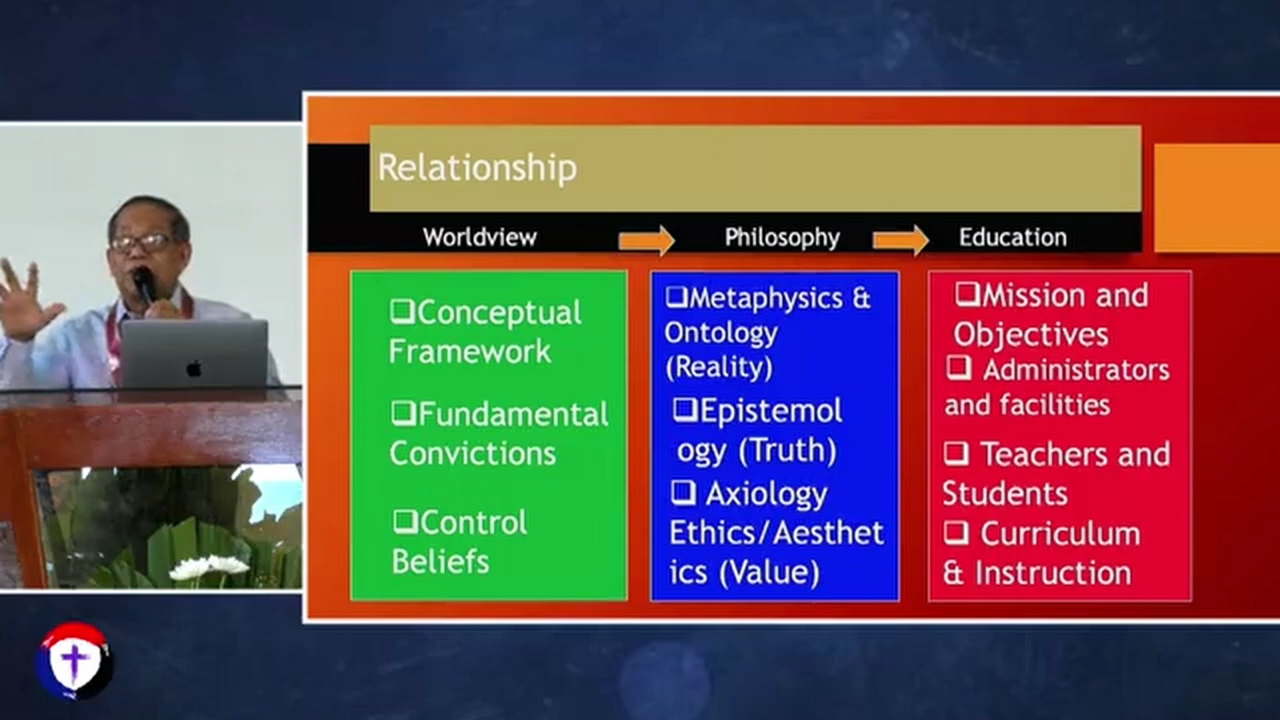 Relationship
Worldview
Philosophy
Education
❑Conceptual
Framework
❑Fundamental
Convictions
❑Control
Beliefs
❑Metaphysics &
Ontology
(Reality)
❑Epistemol
ogy (Truth)
❑ Axiology
Ethics/Aesthet
ics (Value)
❑Mission and
Objectives
❑ Administrators
and facilities
❑ Teachers and
Students
❑ Curriculum
& Instruction